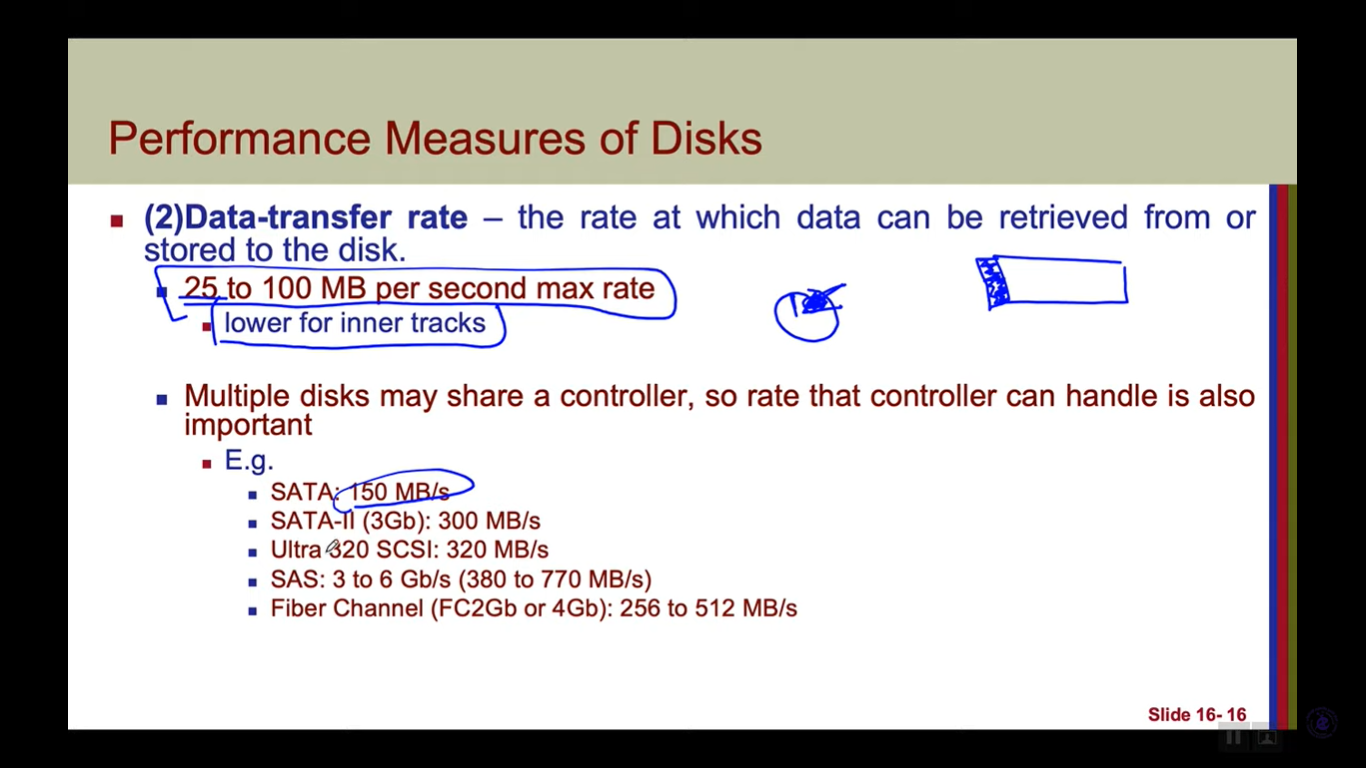 Performance Measures of Disks
(2)Data-transfer rate – the rate at which data can be retrieved from or
stored to the disk.
25 to 100 MB per second max rate
lower for inner tracks
Multiple disks may share a controller, so rate that controller can handle is also
important
E.g.
SATA: 150 MB/s
SATA-II (3Gb): 300 MB/s
Ultra 320 SCSI: 320 MB/s
SAS: 3 to 6 Gb/s (380 to 770 MB/s)
Fiber Channel (FC2Gb or 4Gb): 256 to 512 MB/s
Slide 16- 16